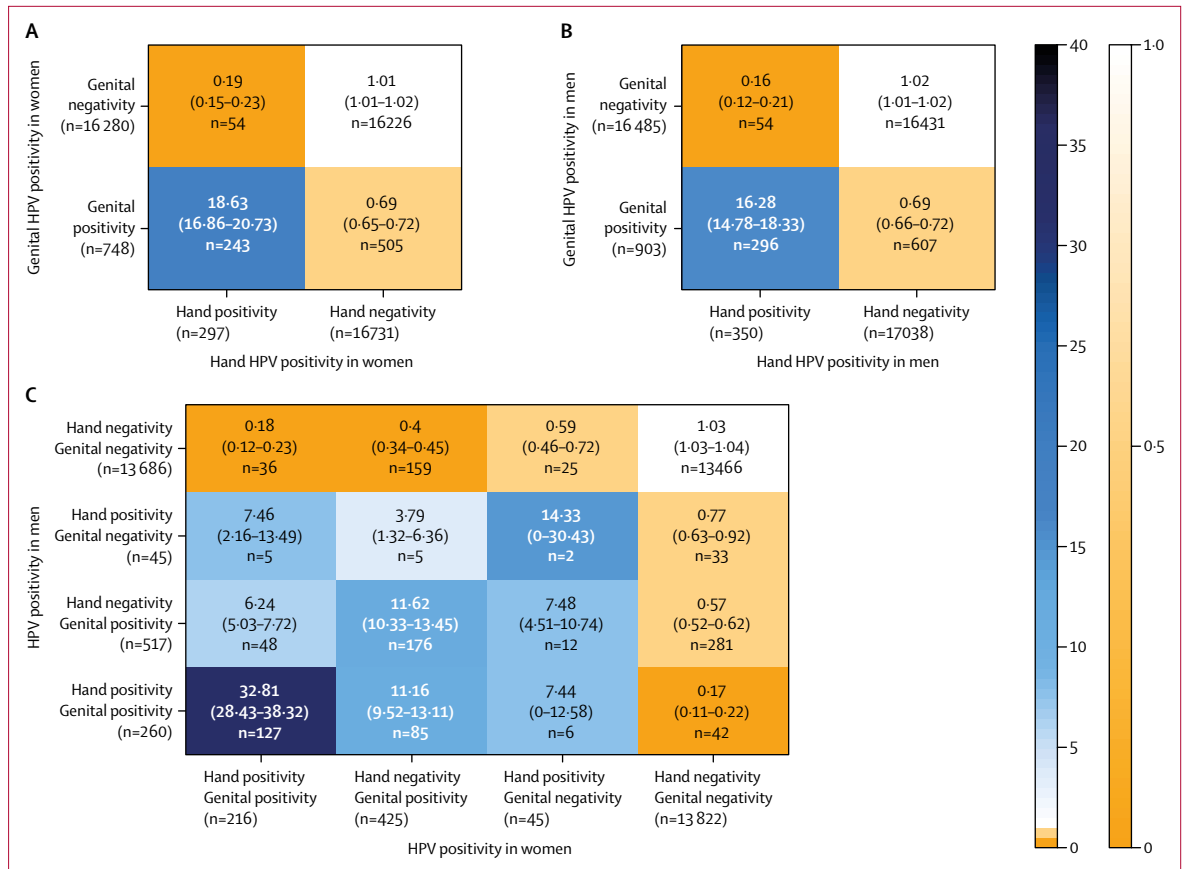 A
Genital HPV positivity in women
Genital
negativity
(n=16 280)
0·19
(0·15–0·23)
n=54
1·01
(1·01–1·02)
n=16226
Genital
positivity
(n=748)
18·63
(16·86–20·73)
n=243
0·69
(0·65–0·72)
n=505
Hand positivity
(n=297)
Hand negativity
(n=16731)
Hand HPV positivity in women
B
Genital HPV positivity in men
Genital
negativity
(n=16 485)
0·16
(0·12–0·21)
n=54
1·02
(1·01–1·02)
n=16431
Genital
positivity
(n=903)
16·28
(14·78–18·33)
n=296
0·69
(0·66–0·72)
n=607
Hand positivity
(n=350)
Hand negativity
(n=17038)
Hand HPV positivity in men
C
HPV positivity in men
Hand negativity
Genital negativity
(n=13 686)
0·18
(0·12–0·23)
n=36
0·4
(0·34–0·45)
n=159
0·59
(0·46–0·72)
n=25
1·03
(1·03–1·04)
n=13466
Hand positivity
Genital negativity
(n=45)
7·46
(2·16–13·49)
n=5
3·79
(1·32–6·36)
n=5
14·33
(0–30·43)
n=2
0·77
(0·63–0·92)
n=33
Hand negativity
Genital positivity
(n=517)
6·24
(5·03–7·72)
n=48
11·62
(10·33–13·45)
n=176
7·48
(4·51–10·74)
n=12
0·57
(0·52–0·62)
n=281
Hand positivity
Genital positivity
(n=260)
32·81
(28·43–38·32)
n=127
11·16
(9·52–13·11)
n=85
7·44
(0–12·58)
n=6
0·17
(0·11–0·22)
n=42
Hand positivity
Genital positivity
(n=216)
Hand negativity
Genital positivity
(n=425)
Hand positivity
Genital negativity
(n=45)
Hand negativity
Genital negativity
(n=13 822)
HPV positivity in women
40
35
30
25
20
15
10
5
0
1·0
0·5
0